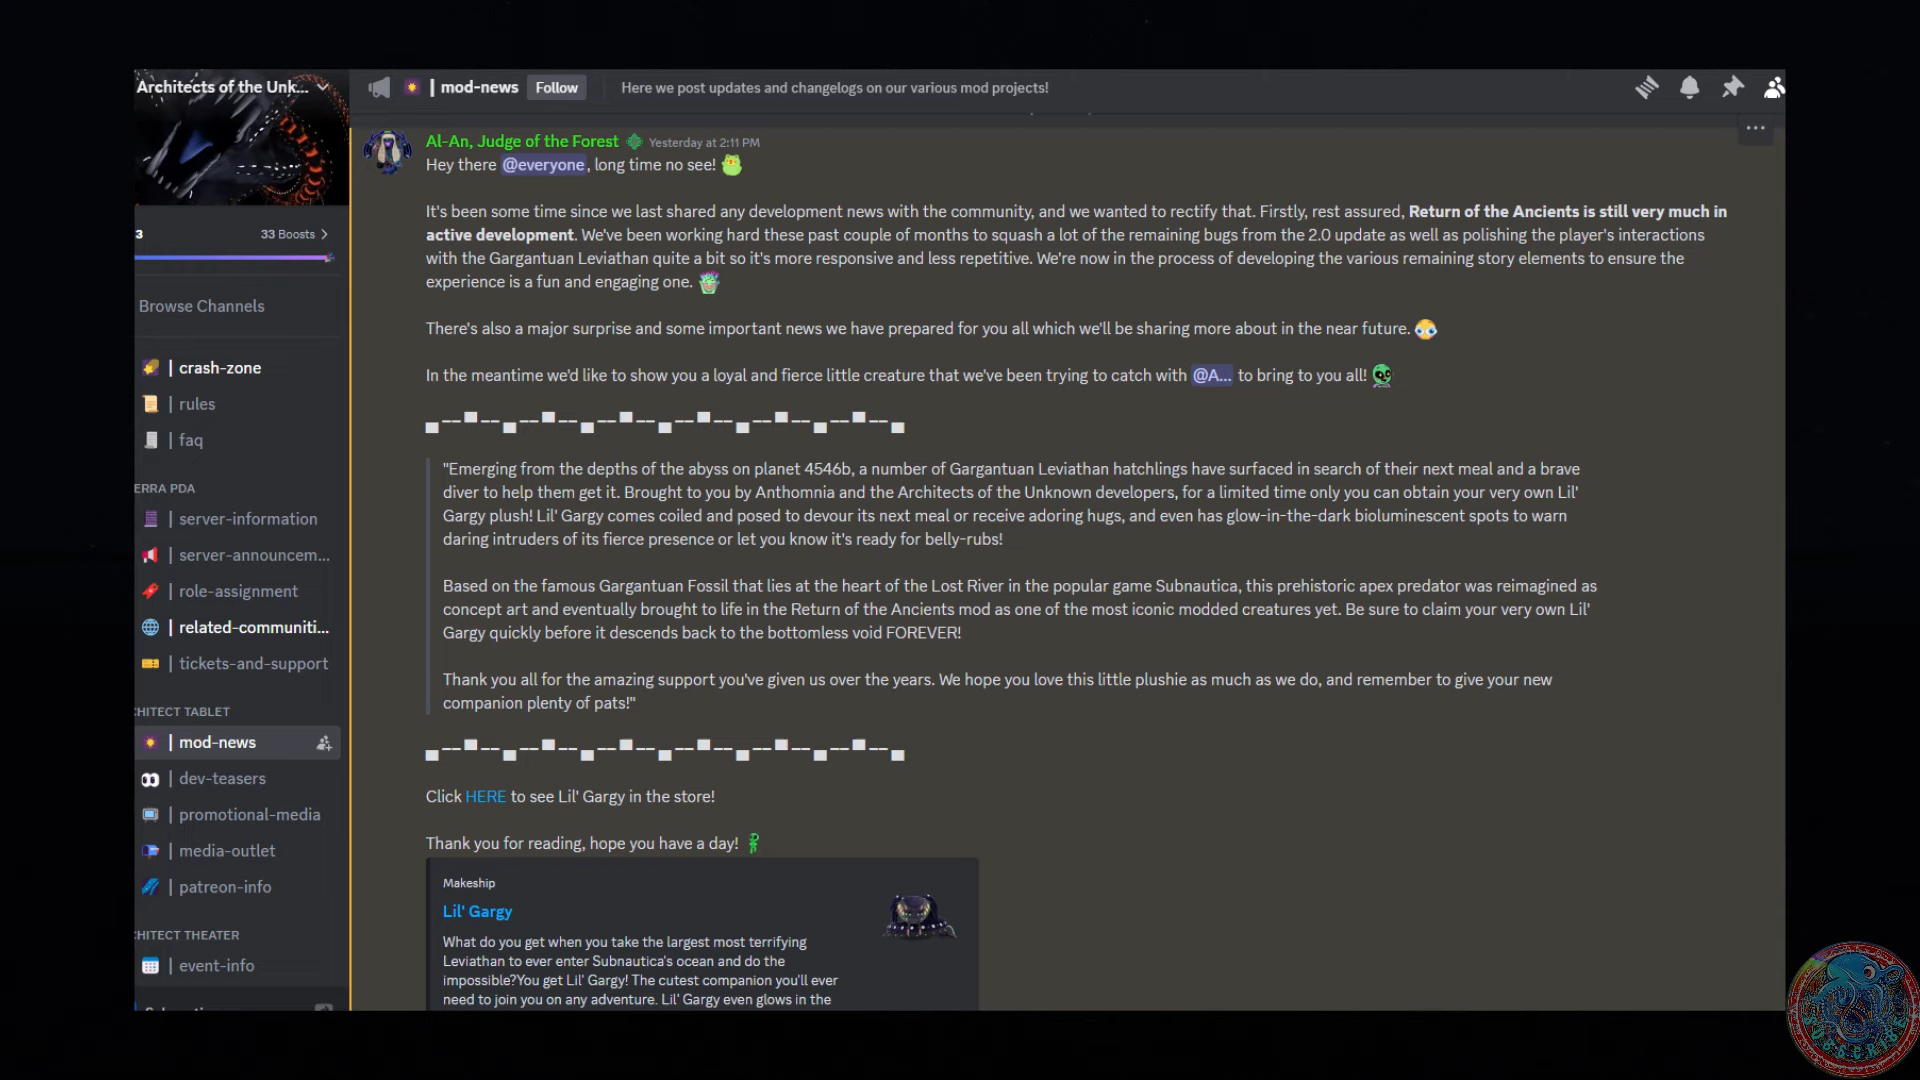 Architects of the Unk...
3
33 Boosts
Browse Channels
| crash-zone
| rules
| faq
ERRA PDA
| server-information
| server-announcem...
| role-assignment
| related-communiti...
| tickets-and-support
HITECT TABLET
| mod-news
| dev-teasers
| promotional-media
| media-outlet
| patreon-info
HITECT THEATER
| event-info
| mod-news
Follow
Here we post updates and changelogs on our various mod projects!
Al-An, Judge of the Forest Yesterday at 2:11 PM
Hey there @everyone, long time no see!
It's been some time since we last shared any development news with the community, and we wanted to rectify that. Firstly, rest assured, Return of the Ancients is still very much in
active development. We've been working hard these past couple of months to squash a lot of the remaining bugs from the 2.0 update as well as polishing the player's interactions
with the Gargantuan Leviathan quite a bit so it's more responsive and less repetitive. We're now in the process of developing the various remaining story elements to ensure the
experience is a fun and engaging one.
There's also a major surprise and some important news we have prepared for you all which we'll be sharing more about in the near future.
In the meantime we'd like to show you a loyal and fierce little creature that we've been trying to catch with @A... to bring to you all!
"Emerging from the depths of the abyss on planet 4546b, a number of Gargantuan Leviathan hatchlings have surfaced in search of their next meal and a brave
diver to help them get it. Brought to you by Anthomnia and the Architects of the Unknown developers, for a limited time only you can obtain your very own Lil'
Gargy plush! Lil' Gargy comes coiled and posed to devour its next meal or receive adoring hugs, and even has glow-in-the-dark bioluminescent spots to warn
daring intruders of its fierce presence or let you know it's ready for belly-rubs!
Based on the famous Gargantuan Fossil that lies at the heart of the Lost River in the popular game Subnautica, this prehistoric apex predator was reimagined as
concept art and eventually brought to life in the Return of the Ancients mod as one of the most iconic modded creatures yet. Be sure to claim your very own Lil'
Gargy quickly before it descends back to the bottomless void FOREVER!
Thank you all for the amazing support you've given us over the years. We hope you love this little plushie as much as we do, and remember to give your new
companion plenty of pats!"
Click HERE to see Lil' Gargy in the store!
Thank you for reading, hope you have a day!
Makeship
Lil' Gargy
What do you get when you take the largest most terrifying
Leviathan to ever enter Subnautica's ocean and do the
impossible?You get Lil' Gargy! The cutest companion you'll ever
need to join you on any adventure. Lil' Gargy even glows in the
SUBSCRIBE